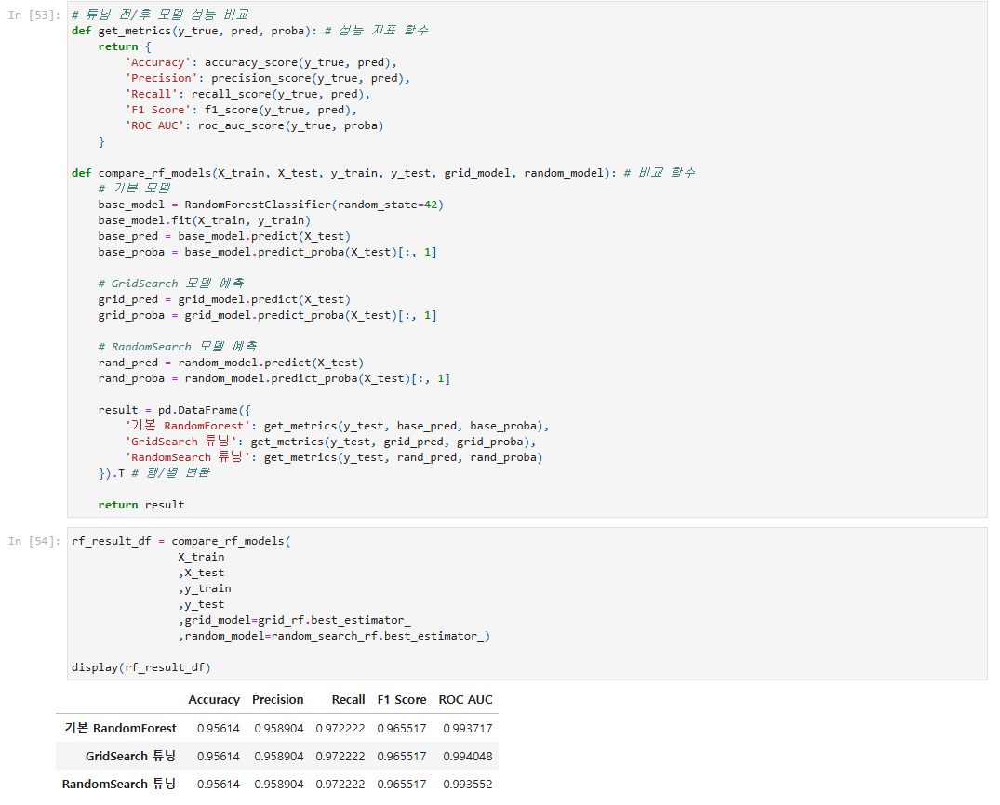 In [53]:
# 튜닝 전/후 모델 성능 비교
def get_metrics(y_true, pred, proba): # 성능 지표 함수
    return {
        'Accuracy': accuracy_score(y_true, pred),
        'Precision': precision_score(y_true, pred),
        'Recall': recall_score(y_true, pred),
        'F1 Score': f1_score(y_true, pred),
        'ROC AUC': roc_auc_score(y_true, proba)
    }
def compare_rf_models(X_train, X_test, y_train, y_test, grid_model, random_model): # 비교 함수
    # 기본 모델
    base_model = RandomForestClassifier(random_state=42)
    base_model.fit(X_train, y_train)
    base_pred = base_model.predict(X_test)
    base_proba = base_model.predict_proba(X_test)[:, 1]
    # GridSearch 모델 예측
    grid_pred = grid_model.predict(X_test)
    grid_proba = grid_model.predict_proba(X_test)[:, 1]
    # RandomSearch 모델 예측
    rand_pred = random_model.predict(X_test)
    rand_proba = random_model.predict_proba(X_test)[:, 1]
    result = pd.DataFrame({
        '기본 RandomForest': get_metrics(y_test, base_pred, base_proba),
        'GridSearch 튜닝': get_metrics(y_test, grid_pred, grid_proba),
        'RandomSearch 튜닝': get_metrics(y_test, rand_pred, rand_proba)
    }).T # 행/열 변환
    return result
In [54]:
rf_result_df = compare_rf_models(
                X_train
                ,X_test
                ,y_train
                ,y_test
                ,grid_model=grid_rf.best_estimator_
                ,random_model=random_search_rf.best_estimator_)
display(rf_result_df)
Accuracy Precision Recall F1 Score ROC AUC
기본 RandomForest 0.95614 0.958904 0.972222 0.965517 0.993717
GridSearch 튜닝 0.95614 0.958904 0.972222 0.965517 0.994048
RandomSearch 튜닝 0.95614 0.958904 0.972222 0.965517 0.993552